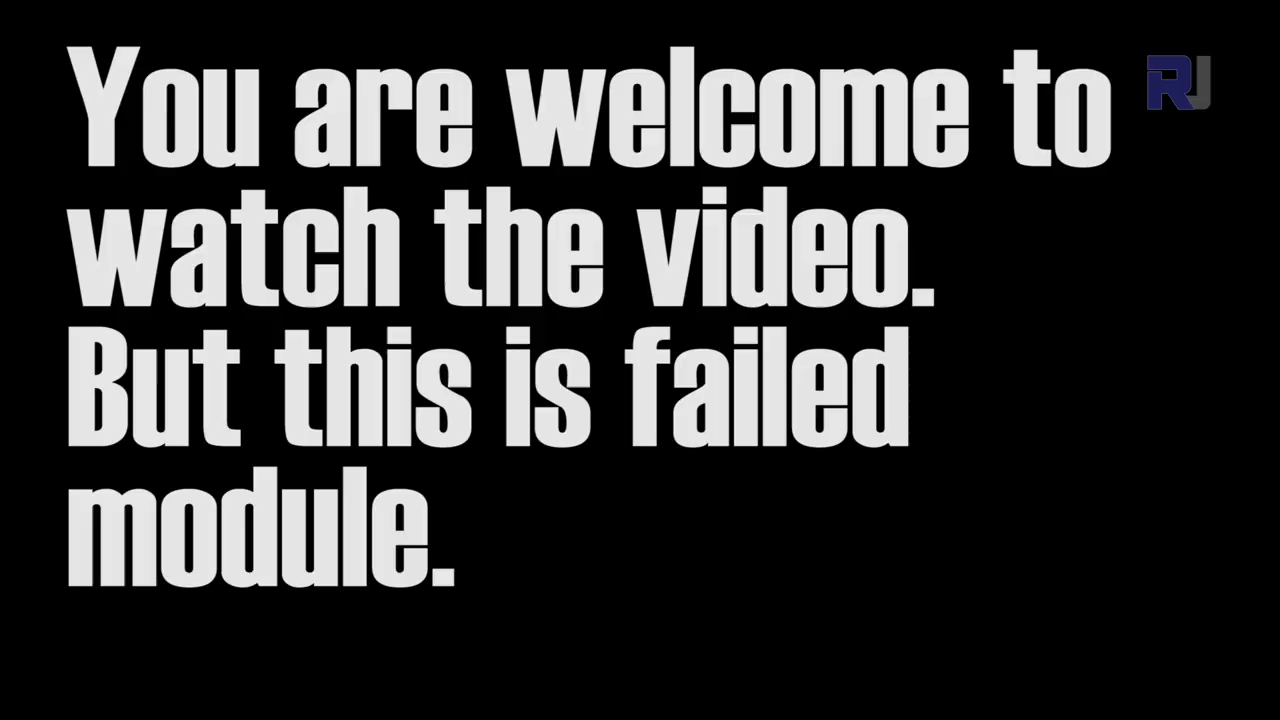 You are welcome to
RJ
watch the video.
But this is failed
module.